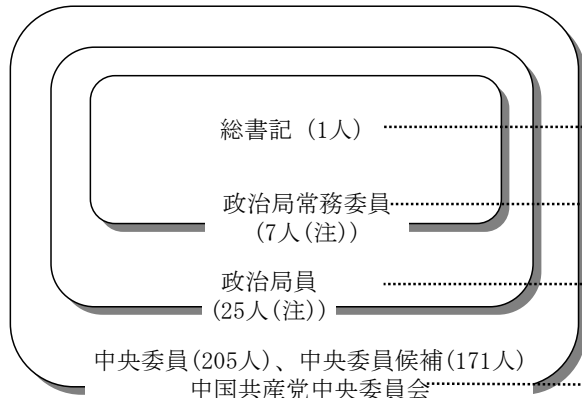 総書記（1人）
政治局常務委員
(7人(注))
政治局員
(25人(注))
中央委員(205人)、中央委員候補(171人)
中国共産党中央委員会